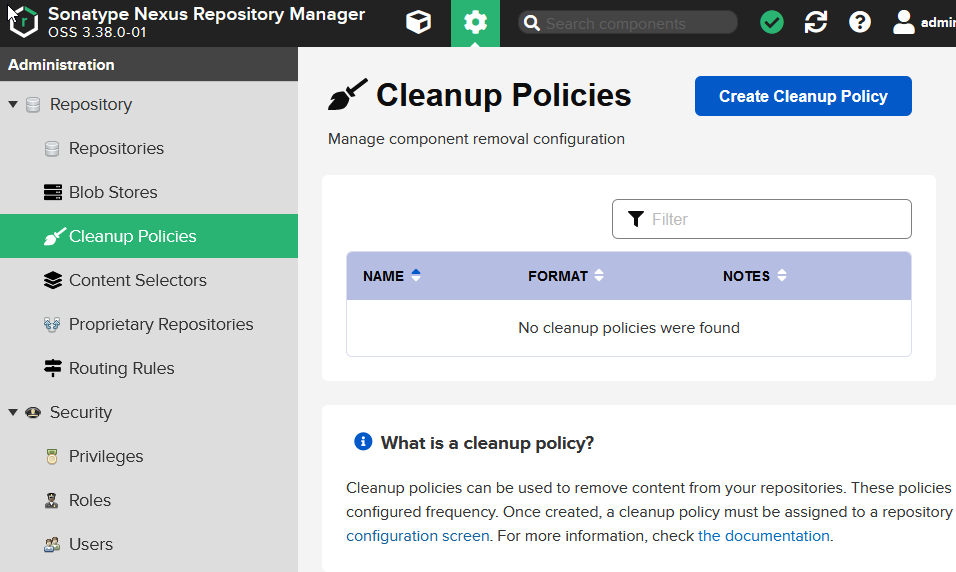 Sonatype Nexus Repository Manager
OSS 3.38.0-01
Search components
Administration
Repository
Repositories
Blob Stores
Cleanup Policies
Content Selectors
Proprietary Repositories
Routing Rules
Security
Privileges
Roles
Users
Cleanup Policies
Create Cleanup Policy
Manage component removal configuration
Filter
NAME FORMAT NOTES
No cleanup policies were found
What is a cleanup policy?
Cleanup policies can be used to remove content from your repositories. These policies
configured frequency. Once created, a cleanup policy must be assigned to a repository
configuration screen. For more information, check the documentation.